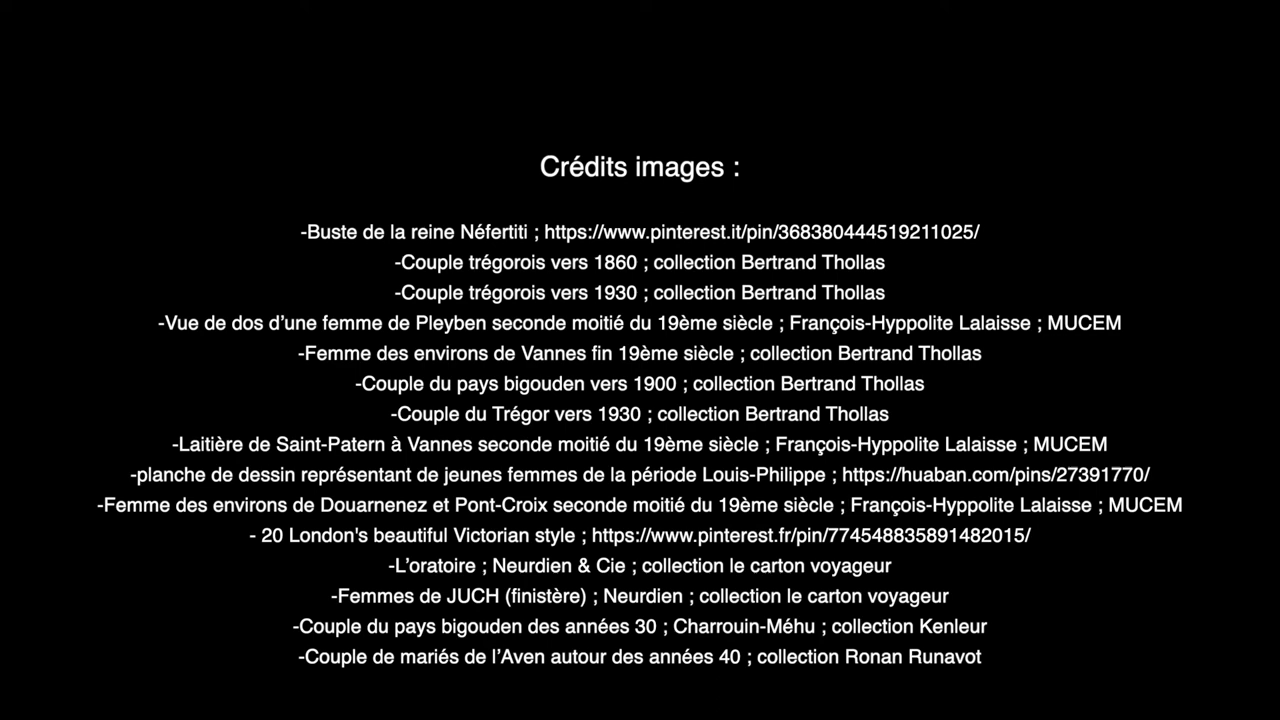 Crédits images :
-Buste de la reine Néfertiti ; https://www.pinterest.it/pin/368380444519211025/
-Couple trégorois vers 1860 ; collection Bertrand Thollas
-Couple trégorois vers 1930 ; collection Bertrand Thollas
-Vue de dos d’une femme de Pleyben seconde moitié du 19ème siècle ; François-Hyppolite Lalaisse ; MUCEM
-Femme des environs de Vannes fin 19ème siècle ; collection Bertrand Thollas
-Couple du pays bigouden vers 1900 ; collection Bertrand Thollas
-Couple du Trégor vers 1930 ; collection Bertrand Thollas
-Laitière de Saint-Patern à Vannes seconde moitié du 19ème siècle ; François-Hyppolite Lalaisse ; MUCEM
-planche de dessin représentant de jeunes femmes de la période Louis-Philippe ; https://huaban.com/pins/27391770/
-Femme des environs de Douarnenez et Pont-Croix seconde moitié du 19ème siècle ; François-Hyppolite Lalaisse ; MUCEM
- 20 London's beautiful Victorian style ; https://www.pinterest.fr/pin/774548835891482015/
-L’oratoire ; Neurdien & Cie ; collection le carton voyageur
-Femmes de JUCH (finistère) ; Neurdien ; collection le carton voyageur
-Couple du pays bigouden des années 30 ; Charrouin-Méhu ; collection Kenleur
-Couple de mariés de l’Aven autour des années 40 ; collection Ronan Runavot